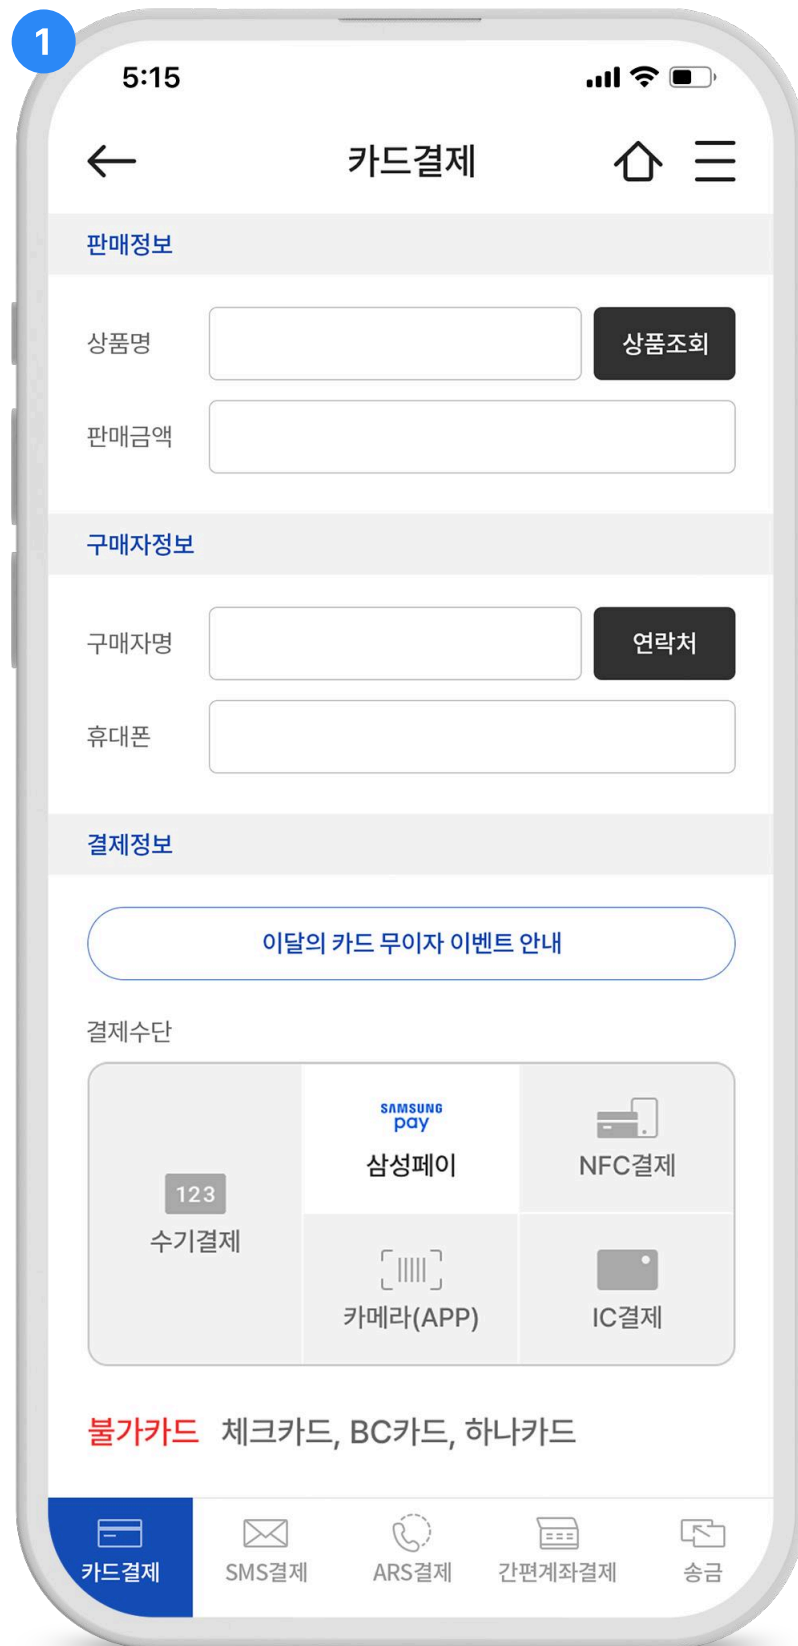 1
5:15
카드결제
판매정보
상품명
상품조회
판매금액
구매자정보
구매자명
연락처
휴대폰
결제정보
이달의 카드 무이자 이벤트 안내
결제수단
123
수기결제
SAMSUNG
pay
삼성페이
NFC결제
카메라(APP)
IC결제
불가카드 체크카드, BC카드, 하나카드
카드결제 SMS결제 ARS결제 간편계좌결제 송금